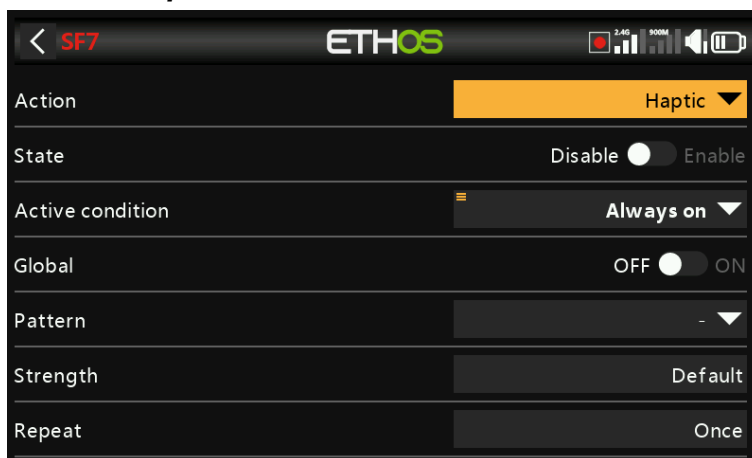 SF7 ETHOS 2.4G 900M
Action Haptic
State Disable Enable
Active condition Always on
Global OFF ON
Pattern -
Strength Default
Repeat Once